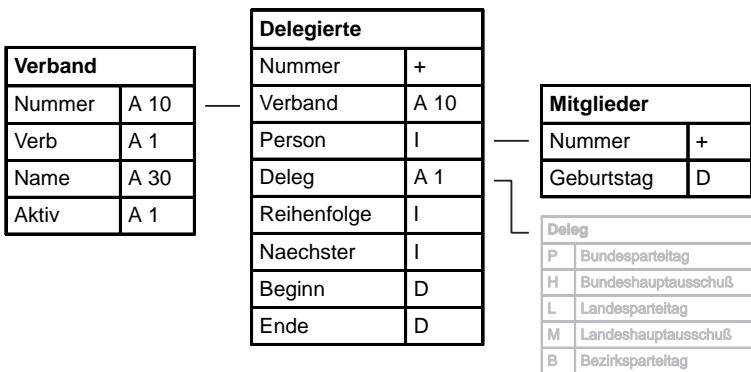 Verband
Nummer A 10
Verb A 1
Name A 30
Aktiv A 1
Delegierte
Nummer +
Verband A 10
Person I
Deleg A 1
Reihenfolge I
Naechster I
Beginn D
Ende D
Mitglieder
Nummer +
Geburtstag D
Deleg
P Bundesparteitag
H Bundeshauptausschuß
L Landesparteitag
M Landeshauptausschuß
B Bezirksparteitag